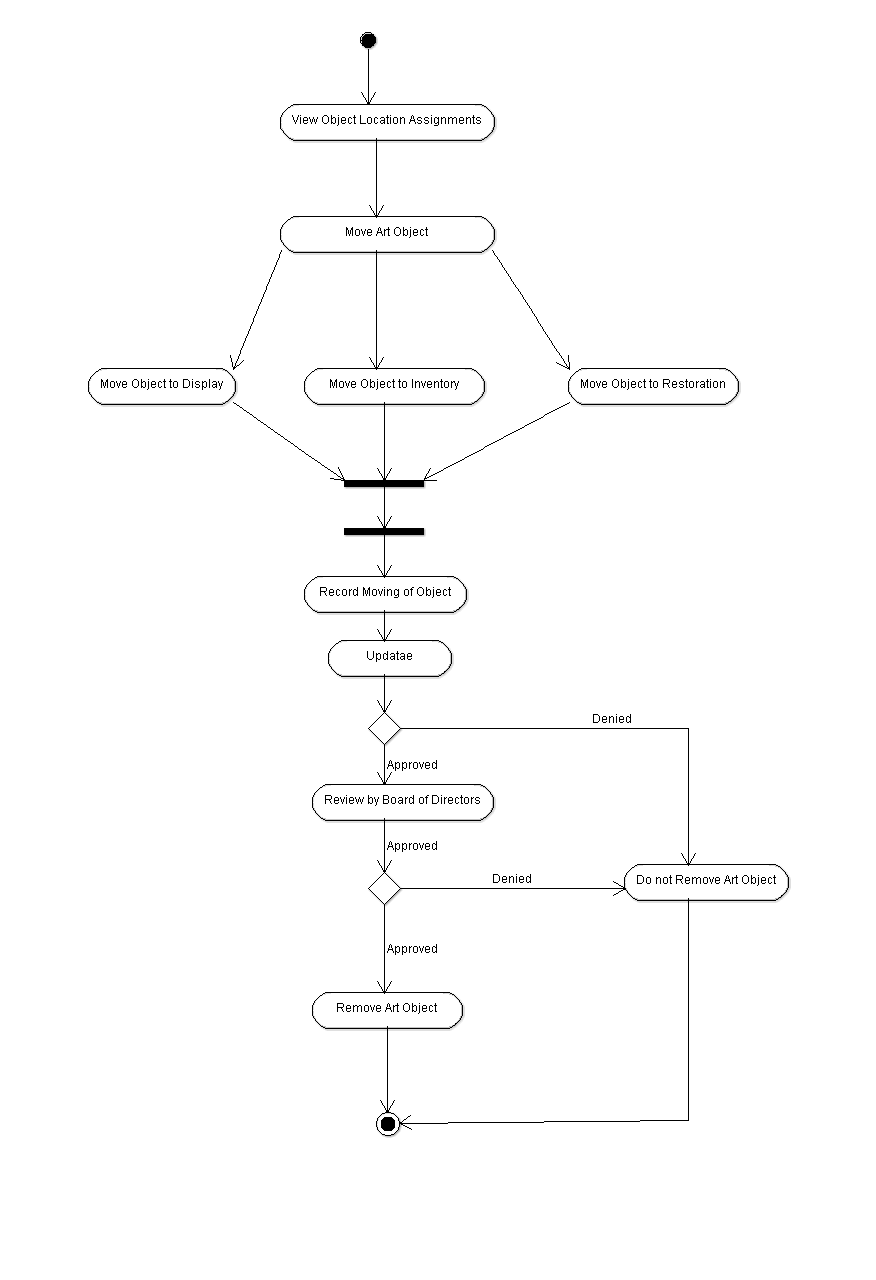 View Object Location Assignments
Move Art Object
Move Object to Display
Move Object to Inventory
Move Object to Restoration
Record Moving of Object
Updatae
Denied
Approved
Review by Board of Directors
Approved
Denied
Do not Remove Art Object
Approved
Remove Art Object